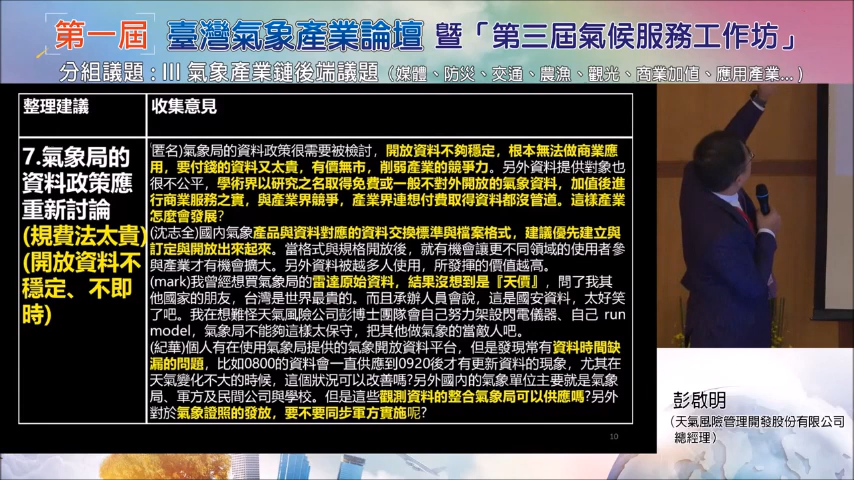 第一屆 臺灣氣象產業論壇 暨「第三屆氣候服務工作坊」
分組議題:III 氣象產業鏈後端議題(媒體、防災、交通、農漁、觀光、商業加值、應用產業...)
整理建議
收集意見
7.氣象局的
資料政策應
重新討論
(規費法太貴)
(開放資料不
穩定、不即
時)
(匿名)氣象局的資料政策很需要被檢討,開放資料不夠穩定,根本無法做商業應
用,要付錢的資料又太貴,有價無市,削弱產業的競爭力。另外資料提供對象也
很不公平,學術界以研究之名取得免費或一般不對外開放的氣象資料,加值後進
行商業服務之實,與產業界競爭,產業界連想付費取得資料都沒管道。這樣產業
怎麼會發展?
(沈志全)國內氣象產品與資料對應的資料交換標準與檔案格式,建議優先建立與
訂定與開放出來起來。當格式與規格開放後,就有機會讓更不同領域的使用者參
與產業才有機會擴大。另外資料被越多人使用,所發揮的價值越高。
(mark)我曾經想買氣象局的雷達原始資料,結果沒想到是『天價』,問了我其
他國家的朋友,台灣是世界最貴的。而且承辦人員會說,這是國安資料,太好笑
了吧。我在想難怪天氣風險公司彭博士團隊會自己努力架設閃電儀器、自己 run
model,氣象局不能夠這樣太保守,把其他做氣象的當敵人吧。
(紀華)個人有在使用氣象局提供的氣象開放資料平台,但是發現常有資料時間缺
漏的問題,比如0800的資料會一直供應到0920後才有更新資料的現象,尤其在
天氣變化不大的時候,這個狀況可以改善嗎?另外國內的氣象單位主要就是氣象
局、軍方及民間公司與學校。但是這些觀測資料的整合氣象局可以供應嗎?另外
對於氣象證照的發放,要不要同步軍方實施呢?
10
彭啟明
(天氣風險管理開發股份有限公司
總經理)